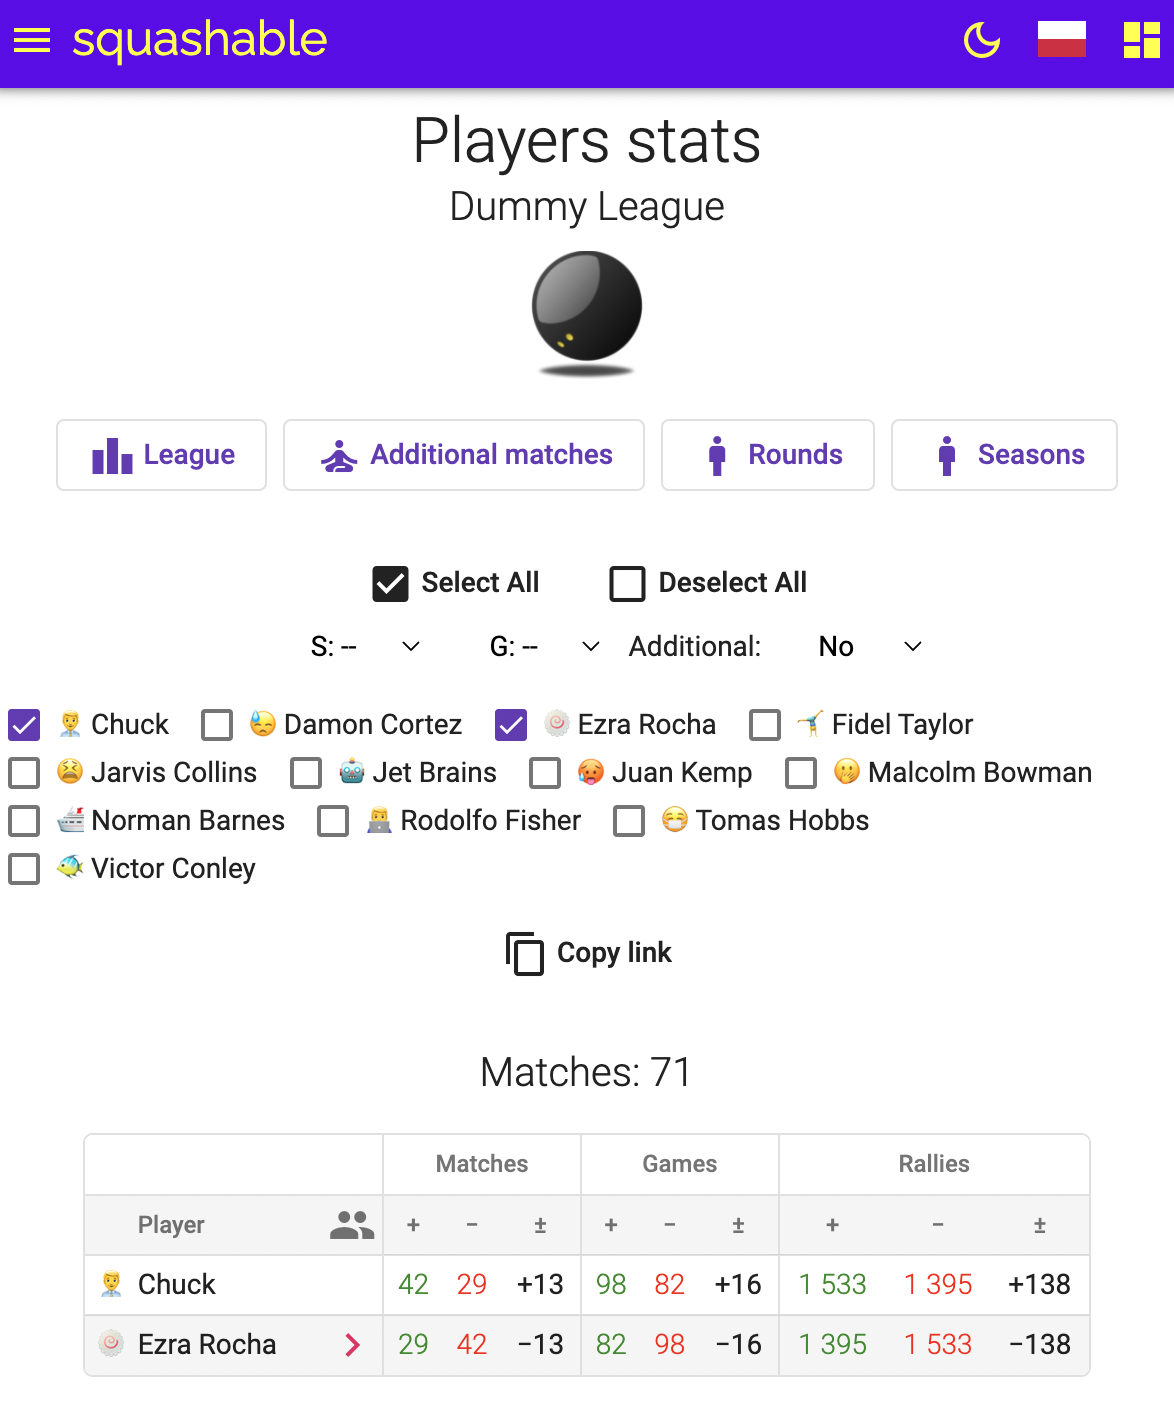 squashable
Players stats
Dummy League
League Additional matches Rounds Seasons
Select All Deselect All
S: -- G: -- Additional: No
Chuck Damon Cortez Ezra Rocha Fidel Taylor
Jarvis Collins Jet Brains Juan Kemp Malcolm Bowman
Norman Barnes Rodolfo Fisher Tomas Hobbs
Victor Conley
Copy link
Matches: 71
Matches Games Rallies
Player + − ± + − ± + − ±
Chuck 42 29 +13 98 82 +16 1 533 1 395 +138
Ezra Rocha 29 42 −13 82 98 −16 1 395 1 533 −138